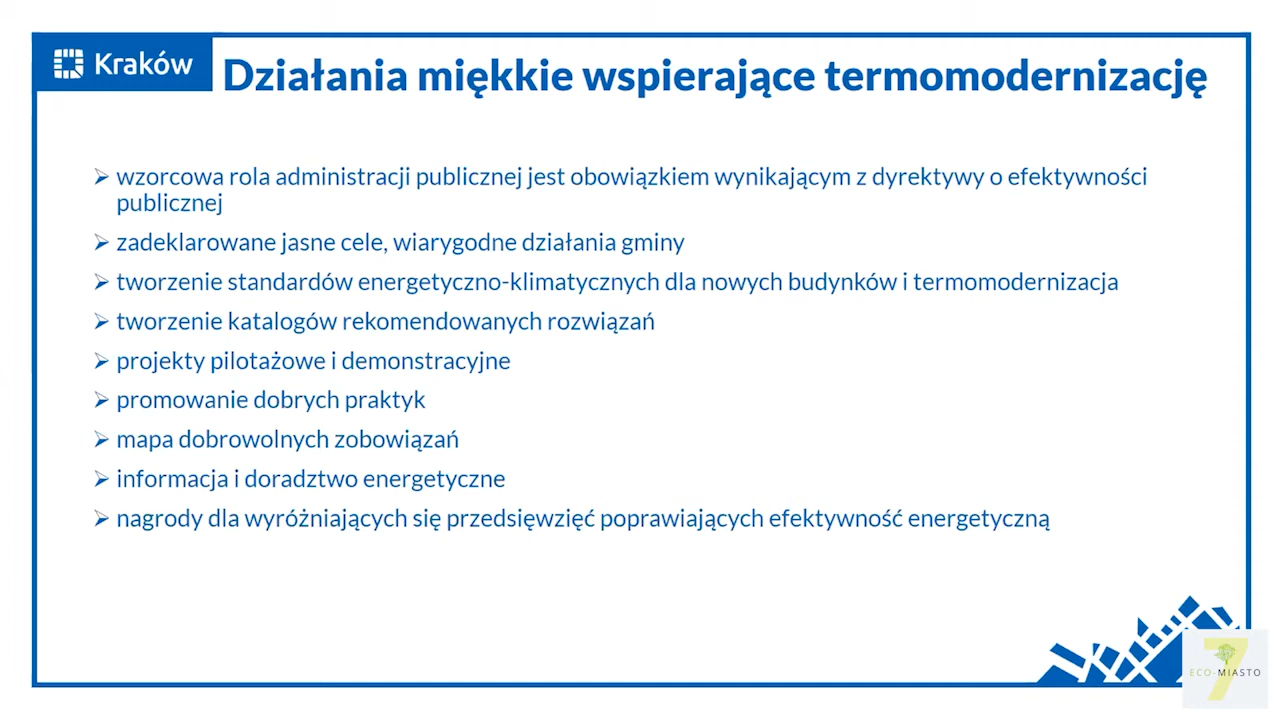 Kraków
Działania miękkie wspierające termomodernizację
wzorcowa rola administracji publicznej jest obowiązkiem wynikającym z dyrektywy o efektywności
publicznej
zadeklarowane jasne cele, wiarygodne działania gminy
tworzenie standardów energetyczno-klimatycznych dla nowych budynków i termomodernizacja
tworzenie katalogów rekomendowanych rozwiązań
projekty pilotażowe i demonstracyjne
promowanie dobrych praktyk
mapa dobrowolnych zobowiązań
informacja i doradztwo energetyczne
nagrody dla wyróżniających się przedsięwzięć poprawiających efektywność energetyczną
7
ECO-MIASTO